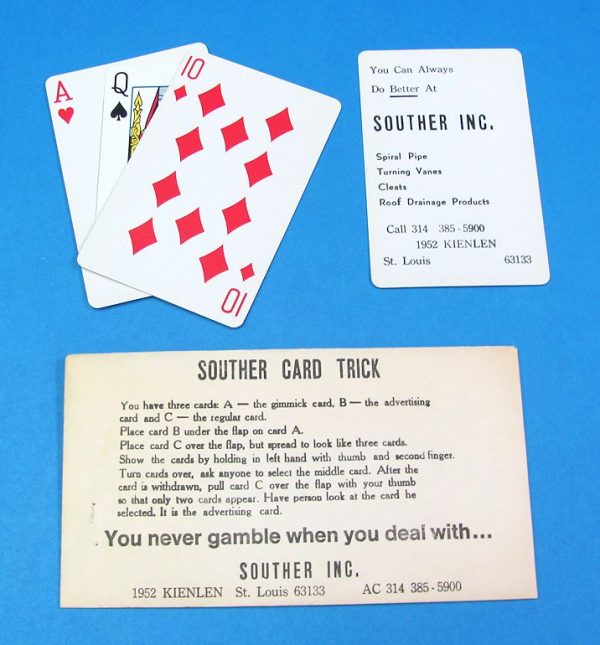 A
Q
10
10
You Can Always
Do Better At
SOUTHER INC.
Spiral Pipe
Turning Vanes
Cleats
Roof Drainage Products
Call 314 385-5900
1952 KIENLEN
St. Louis 63133
SOUTHER CARD TRICK
You have three cards: A — the gimmick card, B — the advertising
card and C — the regular card.
Place card B under the flap on card A.
Place card C over the flap, but spread to look like three cards.
Show the cards by holding in left hand with thumb and second finger.
Turn cards over, ask anyone to select the middle card. After the
card is withdrawn, pull card C over the flap with your thumb
so that only two cards appear. Have person look at the card he
selected. It is the advertising card.
You never gamble when you deal with...
SOUTHER INC.
1952 KIENLEN St. Louis 63133 AC 314 385-5900